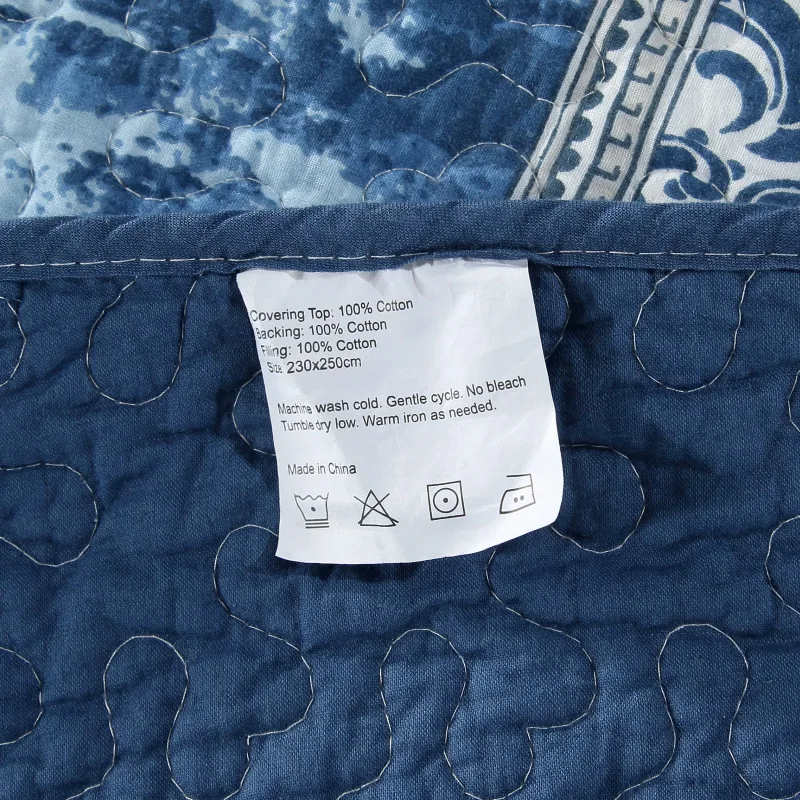 Covering Top: 100% Cotton
Backing: 100% Cotton
Filling: 100% Cotton
Size: 230x250cm
Machine wash cold. Gentle cycle. No bleach
Tumble dry low. Warm iron as needed.
Made in China